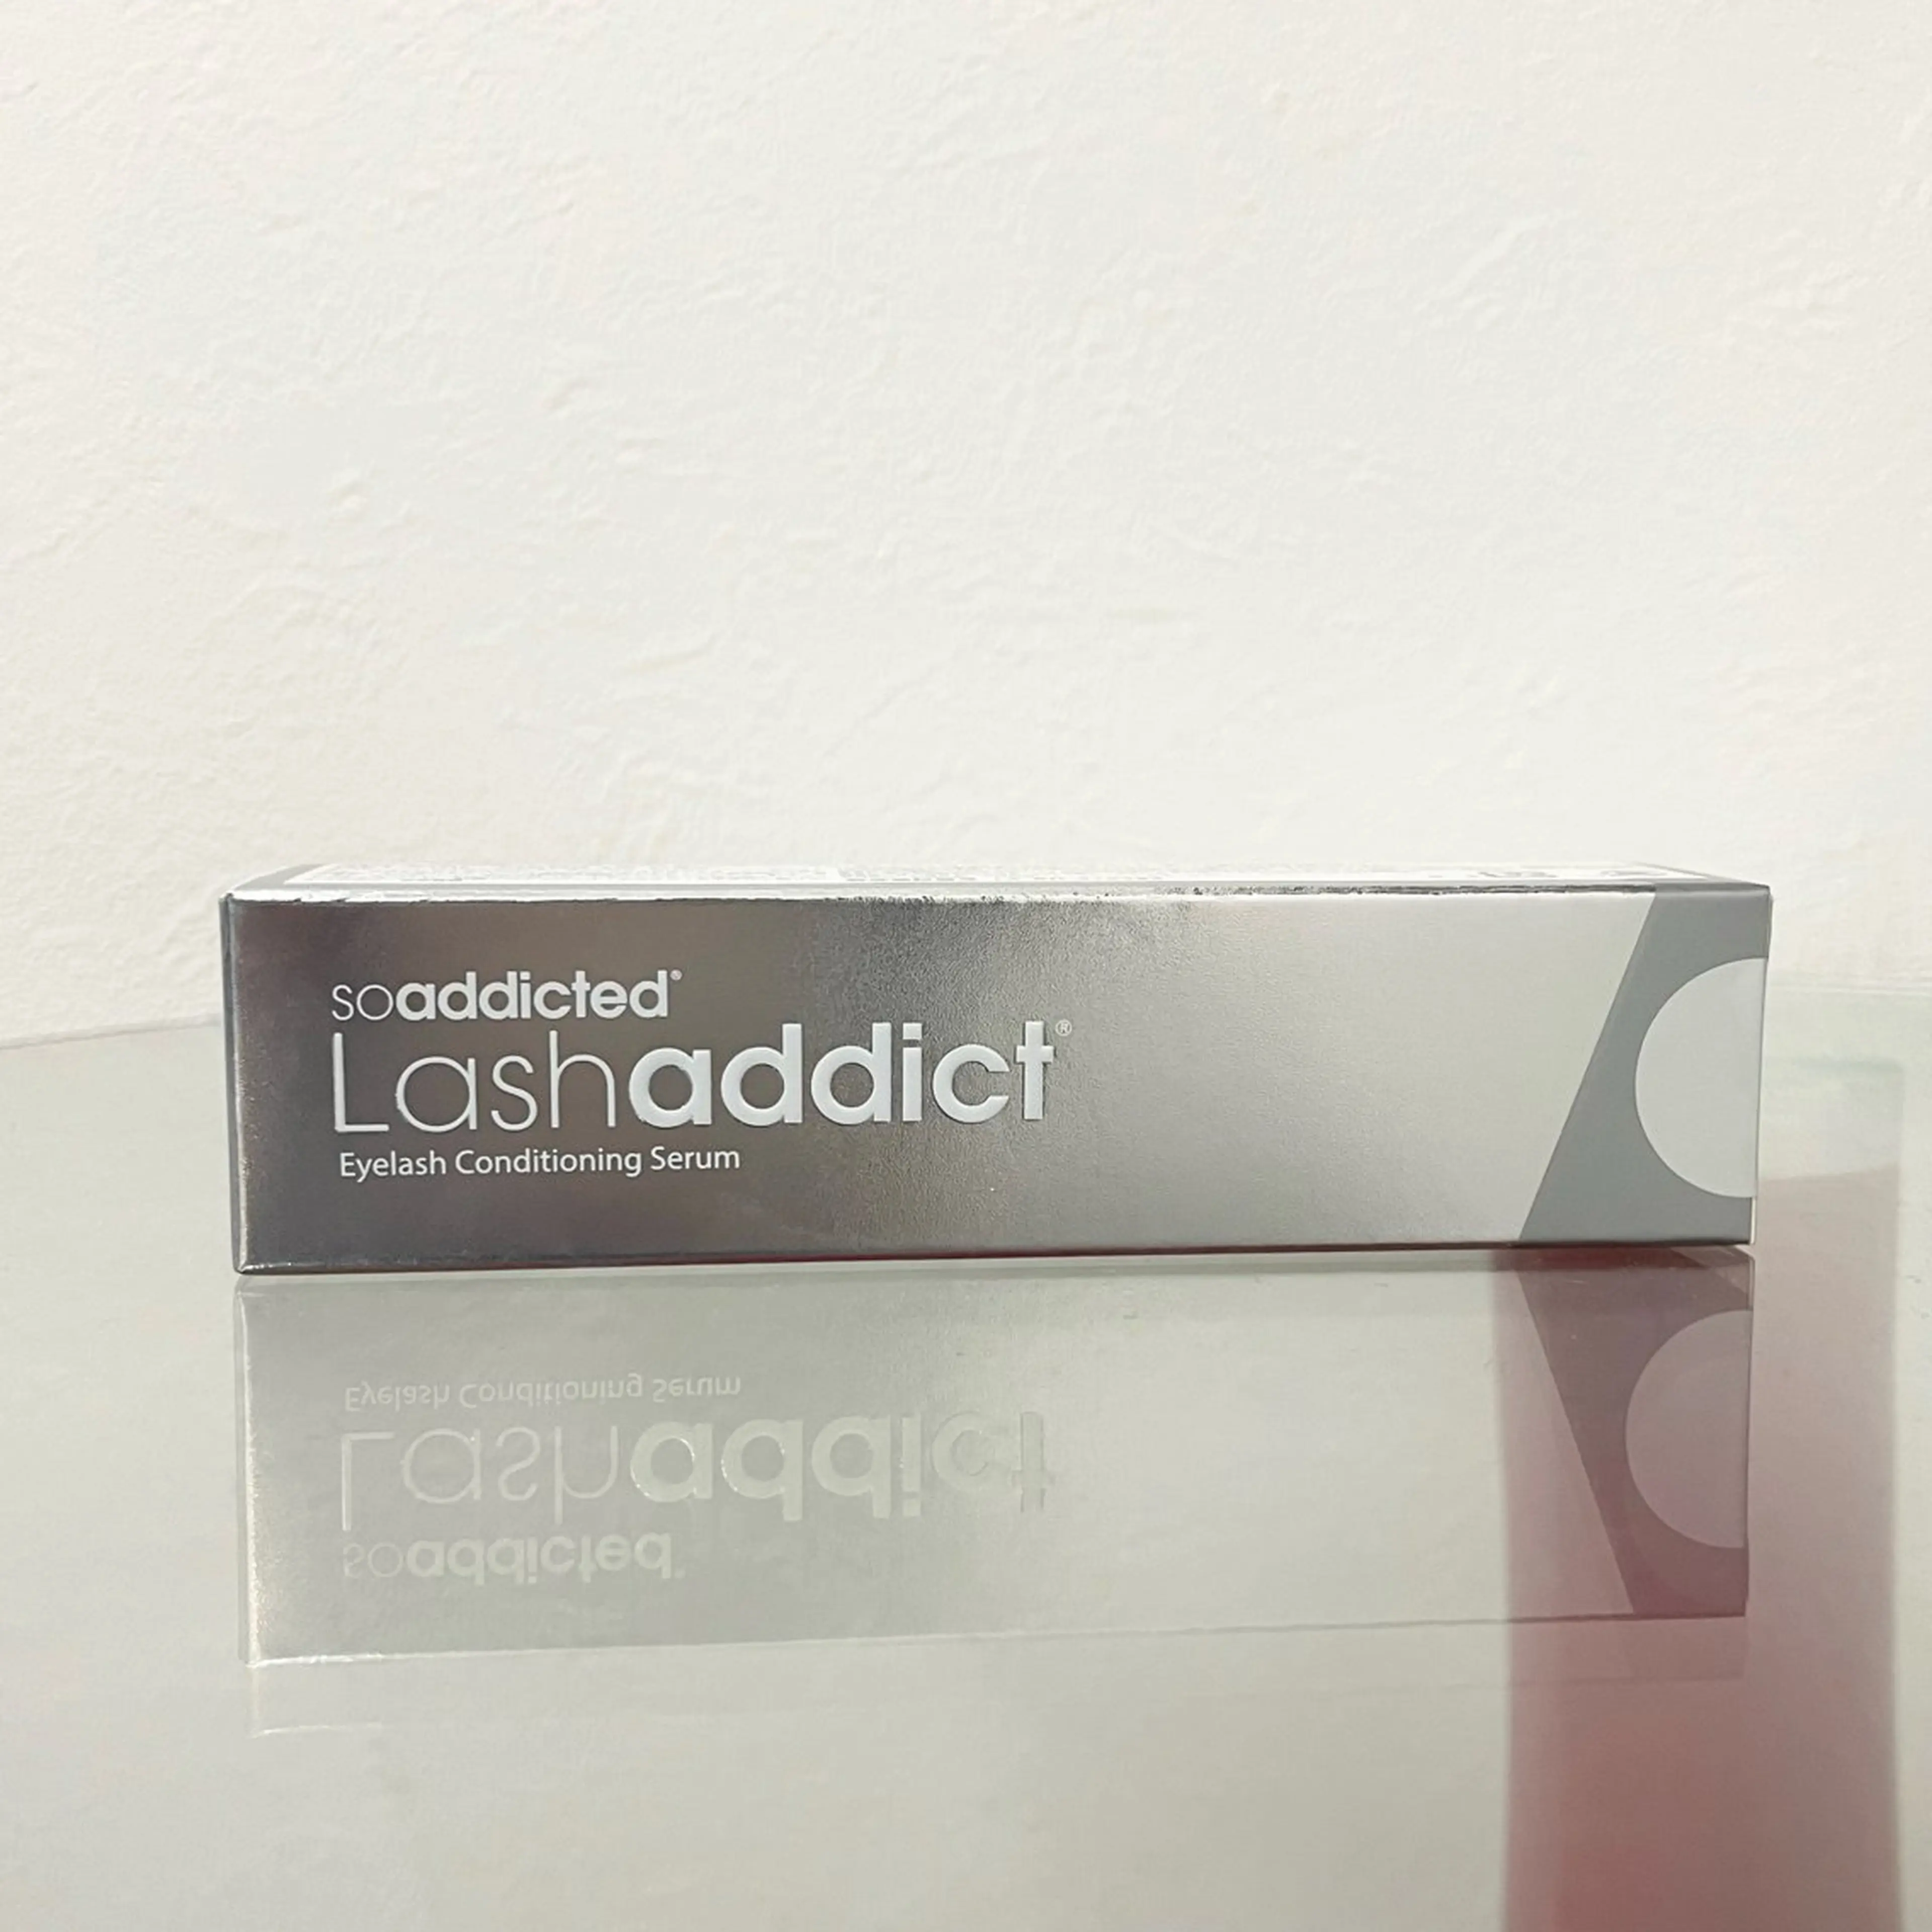 soaddicted®
Lashaddict®
Eyelash Conditioning Serum